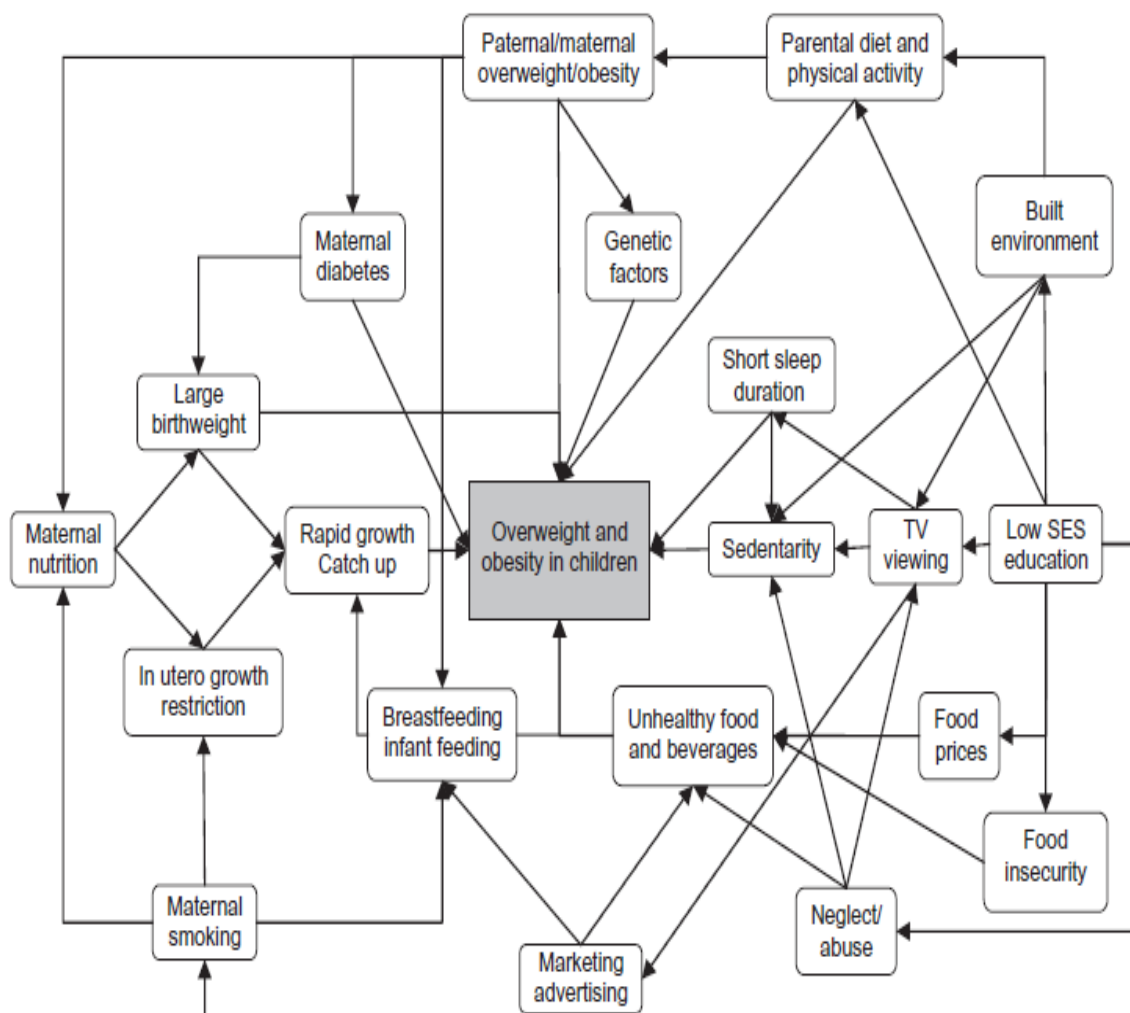 Paternal/maternal
overweight/obesity
Parental diet and
physical activity
Built
environment
Maternal
diabetes
Genetic
factors
Short sleep
duration
Large
birthweight
Maternal
nutrition
Rapid growth
Catch up
Overweight and
obesity in children
Sedentarity
TV
viewing
Low SES
education
In utero growth
restriction
Breastfeeding
infant feeding
Unhealthy food
and beverages
Food
prices
Food
insecurity
Maternal
smoking
Marketing
advertising
Neglect/
abuse